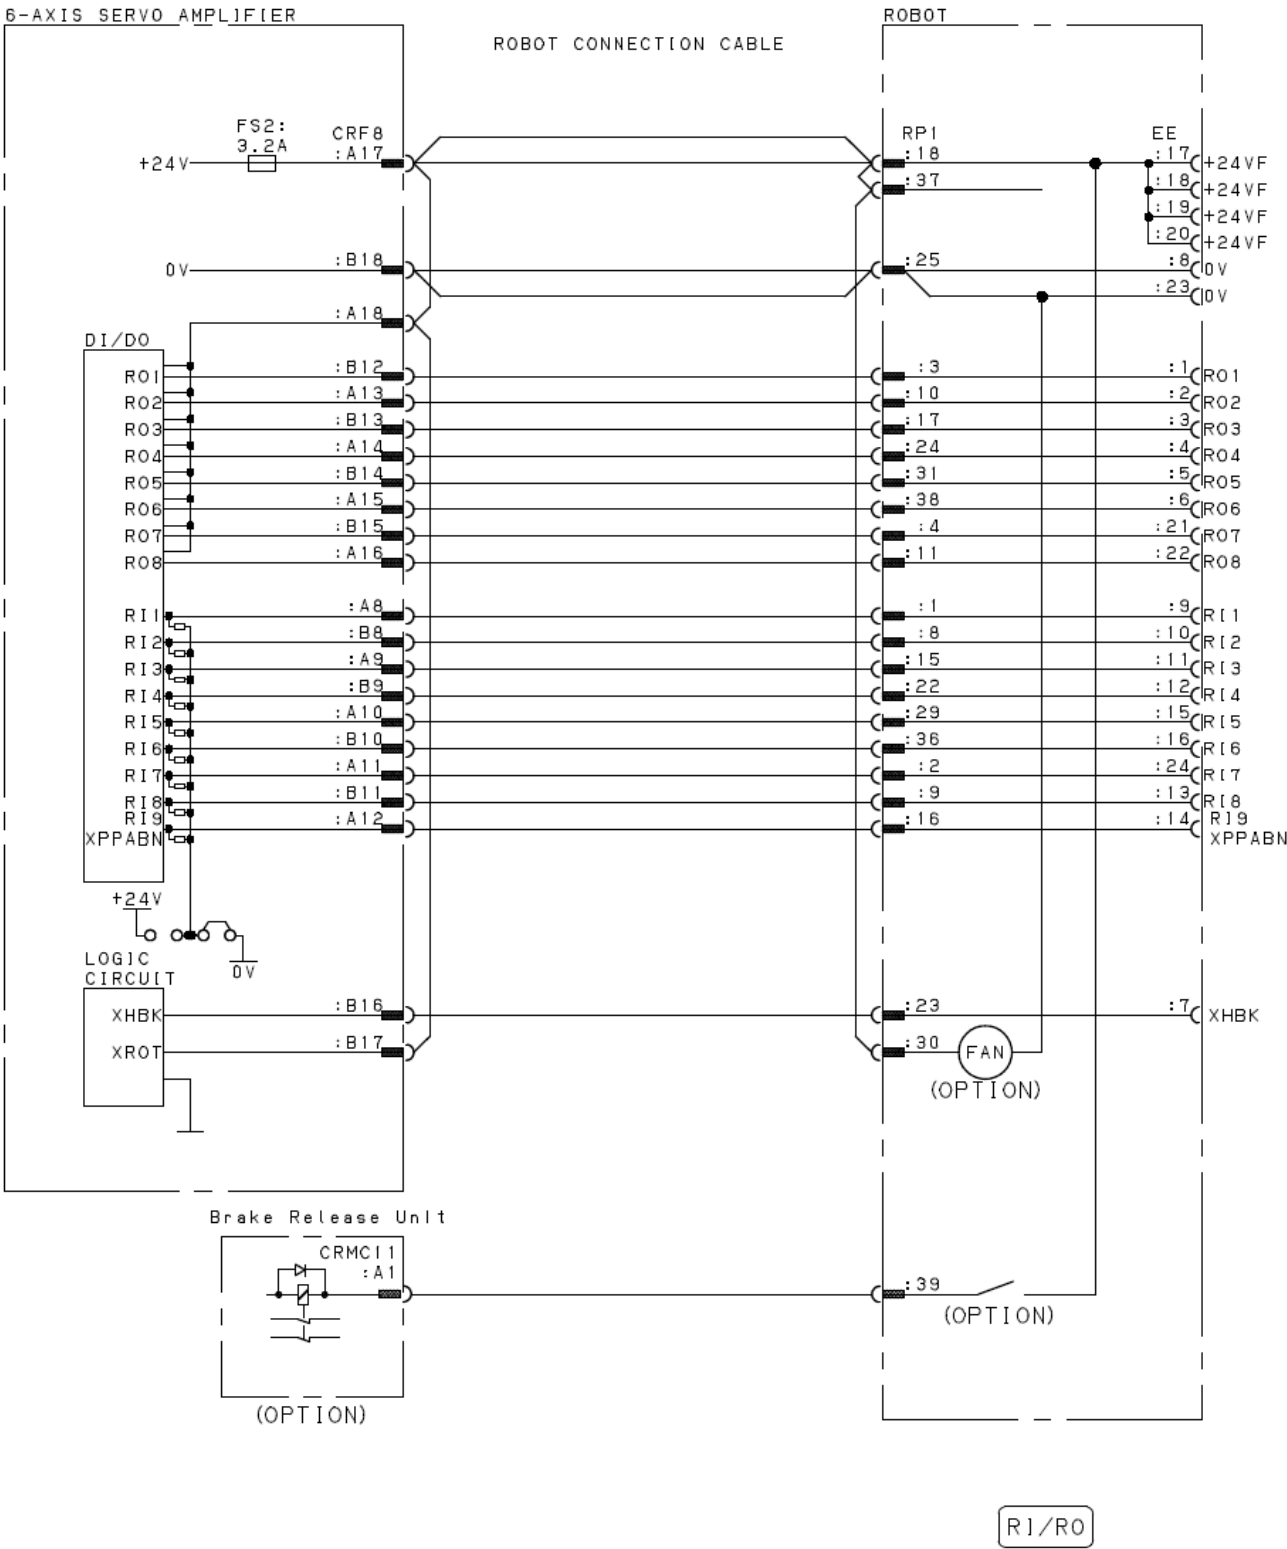 6-AXIS SERVO AMPLIFIER
ROBOT
ROBOT CONNECTION CABLE
FS2:
3.2A
CRF8
RP1
EE
+24V
:A17
:18
:17
+24VF
:37
:18
+24VF
:19
+24VF
:20
+24VF
0V
:B18
:25
:8
0V
:23
0V
:A18
DI/DO
RO1
:B12
:3
:1
RO1
RO2
:A13
:10
:2
RO2
RO3
:B13
:17
:3
RO3
RO4
:A14
:24
:4
RO4
RO5
:B14
:31
:5
RO5
RO6
:A15
:38
:6
RO6
RO7
:B15
:4
:21
RO7
RO8
:A16
:11
:22
RO8
RI1
:A8
:1
:9
RI1
RI2
:B8
:8
:10
RI2
RI3
:A9
:15
:11
RI3
RI4
:B9
:22
:12
RI4
RI5
:A10
:29
:15
RI5
RI6
:B10
:36
:16
RI6
RI7
:A11
:2
:24
RI7
RI8
:B11
:9
:13
RI8
RI9
XPPABN
:A12
:16
:14
RI9
XPPABN
+24V
0V
LOGIC
CIRCUIT
XHBK
:B16
:23
:7
XHBK
XROT
:B17
:30
FAN
(OPTION)
Brake Release Unit
CRMCI1
:A1
:39
(OPTION)
(OPTION)
RI/RO